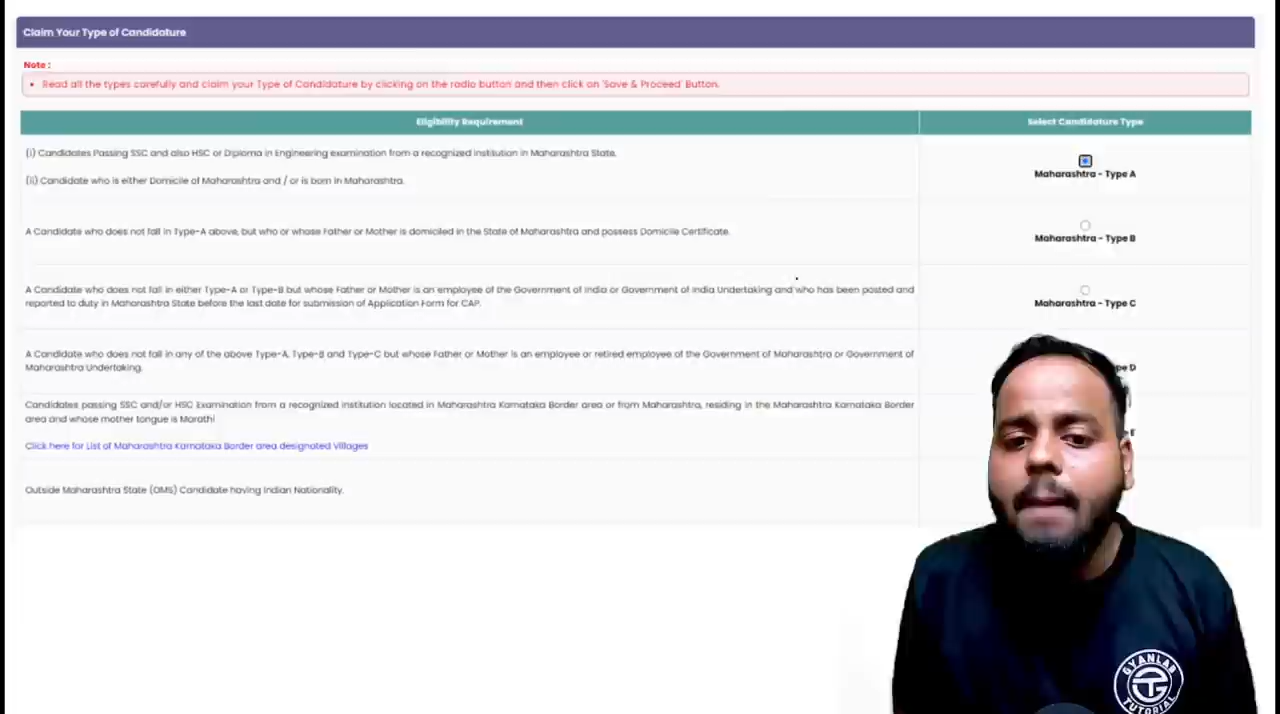 Claim Your Type of Candidature
Note :
• Read all the types carefully and claim your Type of Candidature by clicking on the radio button and then click on 'Save & Proceed' Button.
Eligibility Requirement
Select Candidature Type
(i) Candidates Passing SSC and also HSC or Diploma in Engineering examination from a recognized institution in Maharashtra State.
(ii) Candidate who is either Domicile of Maharashtra and / or is born in Maharashtra.
Maharashtra - Type A
A Candidate who does not fall in Type-A above, but who or whose Father or Mother is domiciled in the State of Maharashtra and possess Domicile Certificate.
Maharashtra - Type B
A Candidate who does not fall in either Type-A or Type-B but whose Father or Mother is an employee of the Government of India or Government of India Undertaking and who has been posted and
reported to duty in Maharashtra State before the last date for submission of Application Form for CAP.
Maharashtra - Type C
A Candidate who does not fall in any of the above Type-A, Type-B and Type-C but whose Father or Mother is an employee or retired employee of the Government of Maharashtra or Government of
Maharashtra Undertaking.
D
Candidates passing SSC and/or HSC Examination from a recognized institution located in Maharashtra Karnataka Border area or from Maharashtra, residing in the Maharashtra Karnataka Border
area and whose mother tongue is Marathi
Click here for List of Maharashtra Karnataka Border area designated Villages
Outside Maharashtra State (OMS) Candidate having Indian Nationality.
GYANLAB
TUTORIAL